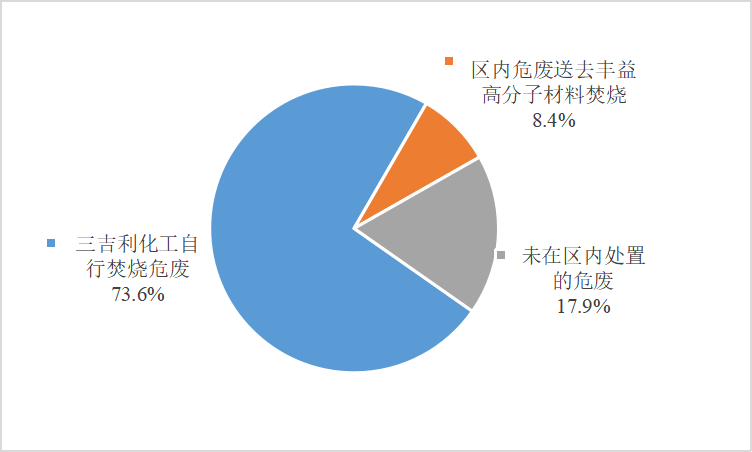 区内危废送去丰益
高分子材料焚烧
8.4%
三吉利化工自
行焚烧危废
73.6%
未在区内处置
的危废
17.9%